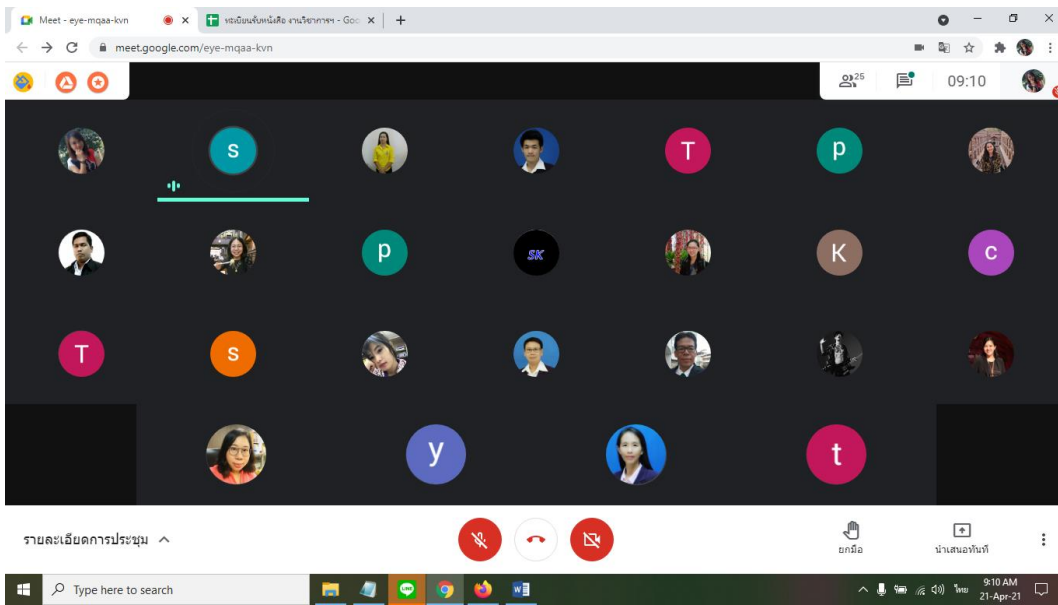 Meet - eye-mqaa-kvn
ทะเบียนรับหนังสือ งานวิชาการฯ - Goo
meet.google.com/eye-mqaa-kvn
25
09:10
s
T
p
p
SK
K
c
T
s
y
t
รายละเอียดการประชุม
ยกมือ
นำเสนอทันที
Type here to search
LINE
W
ไทย
9:10 AM
21-Apr-21